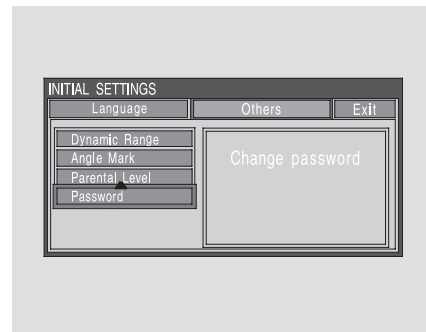 INITIAL SETTINGS
Language Others Exit
Dynamic Range
Angle Mark
Parental Level
Password
Change password